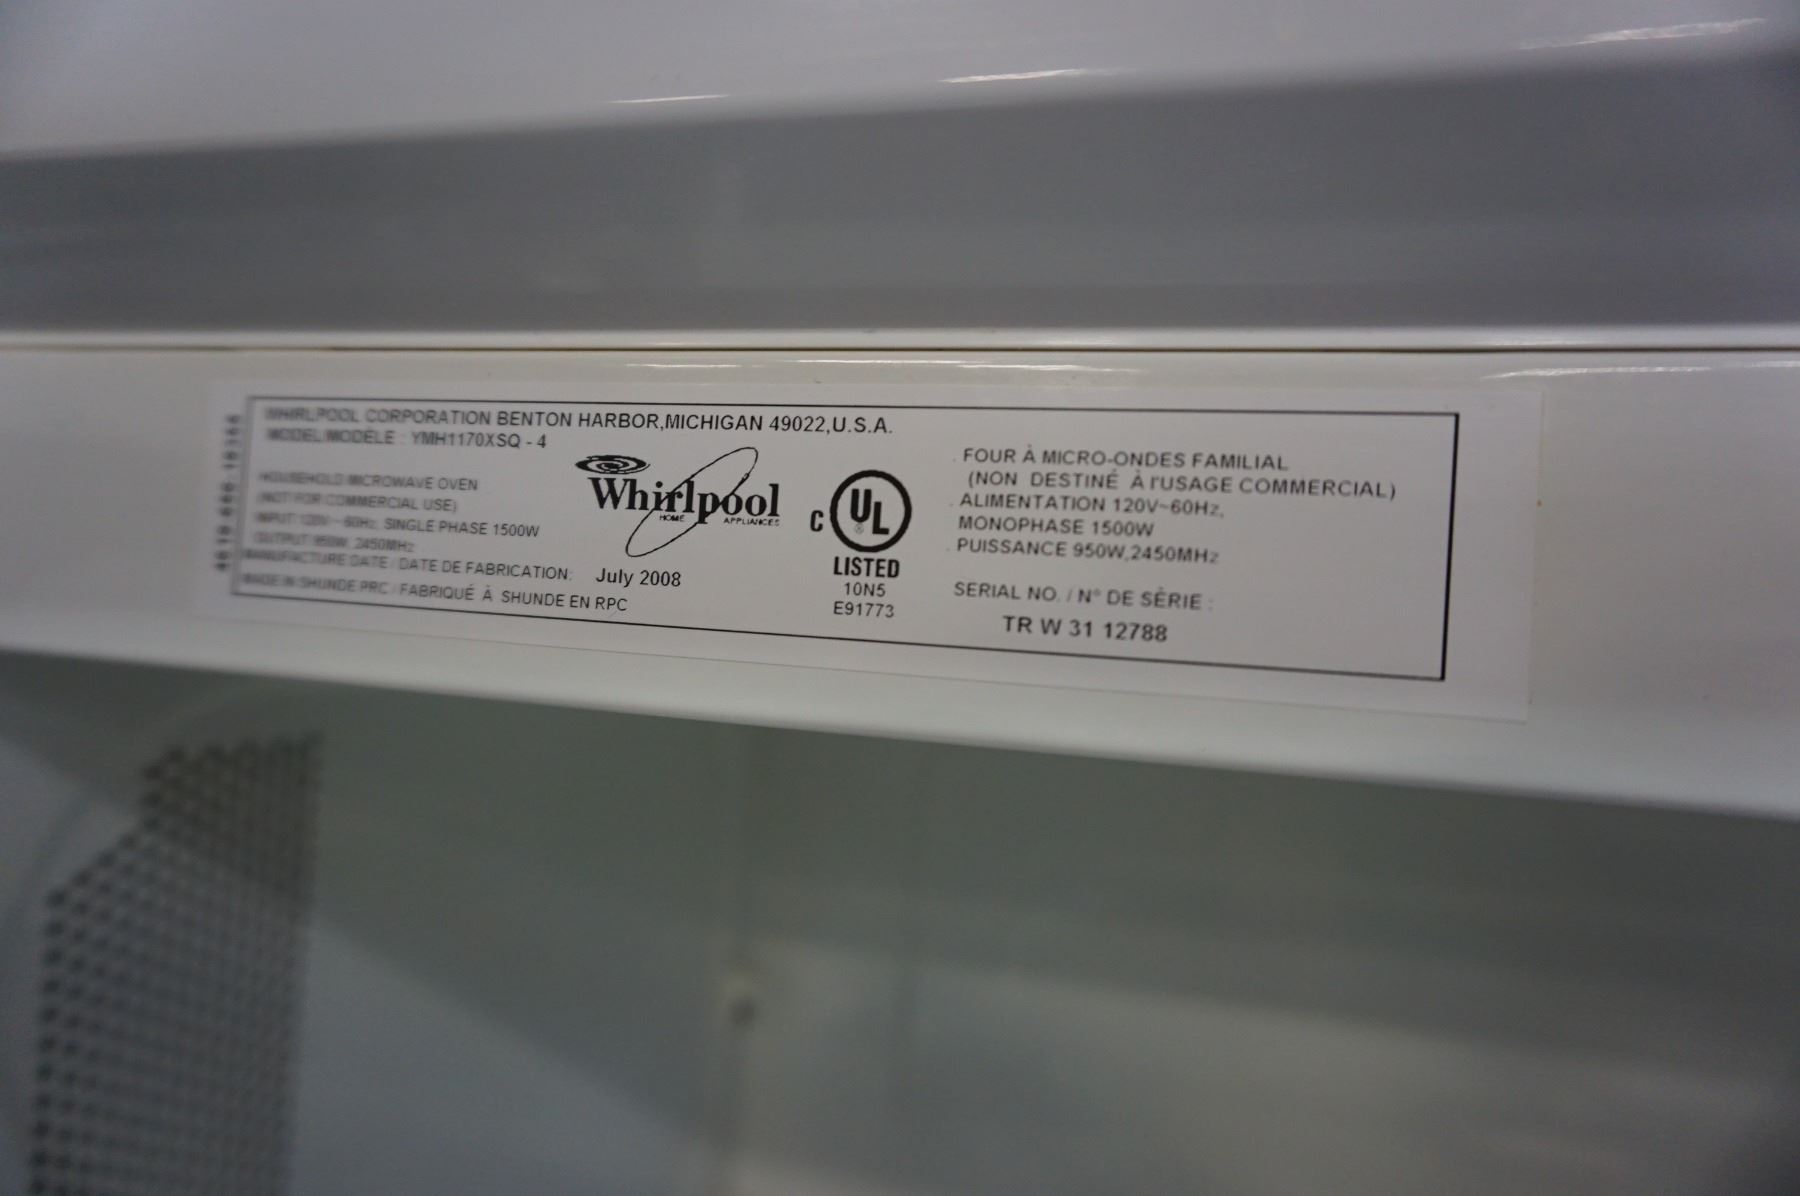 WHIRLPOOL CORPORATION BENTON HARBOR,MICHIGAN 49022,U.S.A.
MODEL/MODÈLE : YMH1170XSQ - 4
HOUSEHOLD MICROWAVE OVEN
(NOT FOR COMMERCIAL USE)
INPUT:120V~60Hz, SINGLE PHASE 1500W
OUTPUT: 950W, 2450MHz
MANUFACTURE DATE / DATE DE FABRICATION: July 2008
MADE IN SHUNDE PRC / FABRIQUÉ À SHUNDE EN RPC
Whirlpool
HOME APPLIANCES
C UL ®
LISTED
10N5
E91773
FOUR À MICRO-ONDES FAMILIAL
(NON DESTINÉ À l'USAGE COMMERCIAL)
ALIMENTATION 120V~60Hz,
MONOPHASE 1500W
PUISSANCE 950W,2450MHz
SERIAL NO. / N° DE SÈRIE :
TR W 31 12788